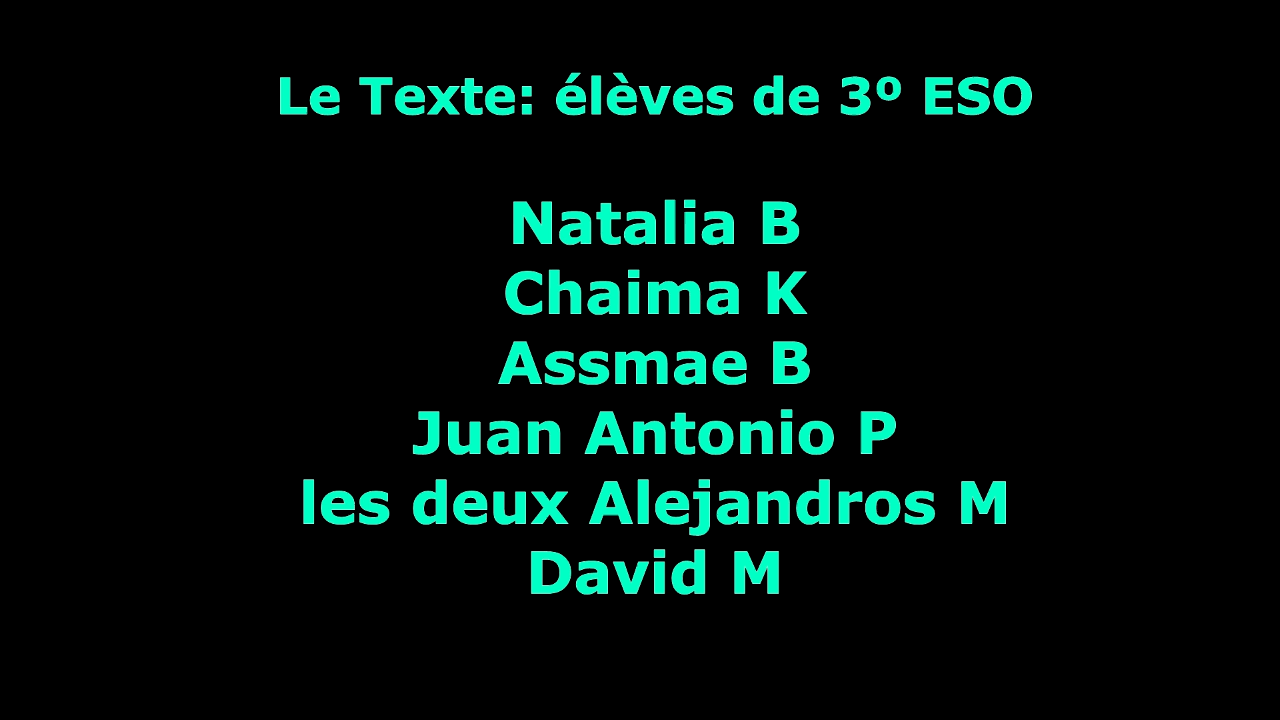 Le Texte: élèves de 3º ESO
Natalia B
Chaima K
Assmae B
Juan Antonio P
les deux Alejandros M
David M